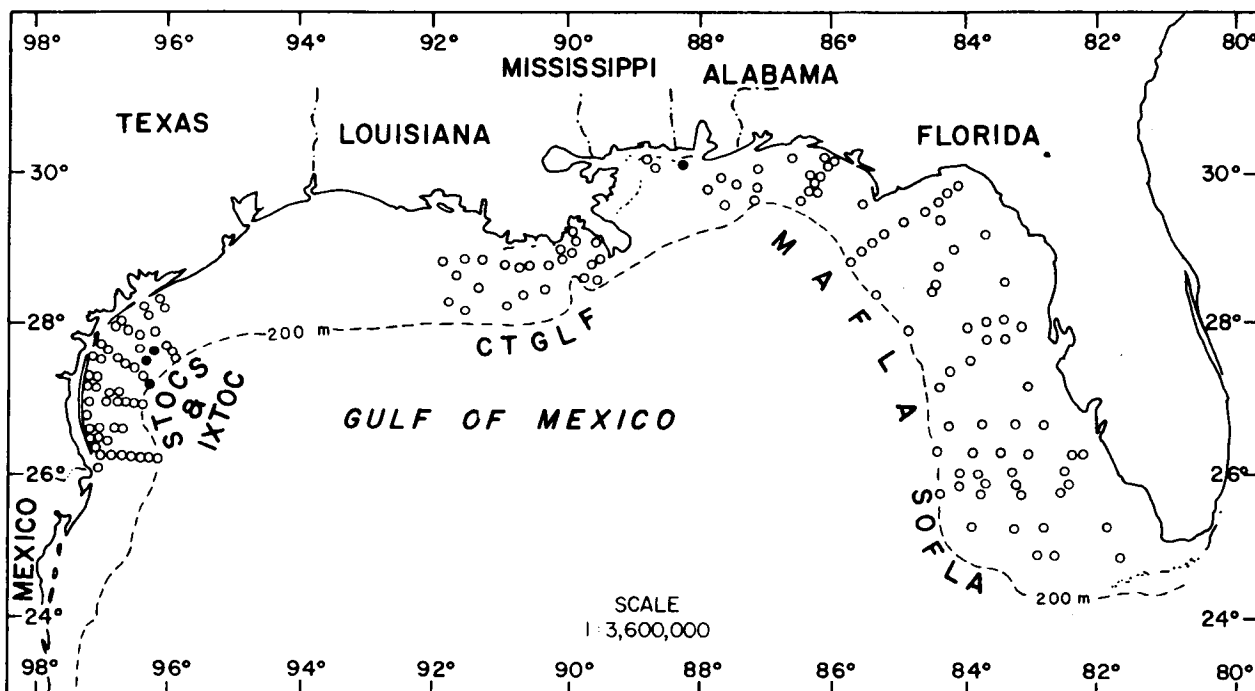 98° 96° 94° 92° 90° 88° 86° 84° 82° 80°
MISSISSIPPI ALABAMA
TEXAS LOUISIANA FLORIDA
30° 30°
28° 28°
200 m
CTGLF
MAFLA
STOCS
&
IXTOC
GULF OF MEXICO
26° 26°
SOFLA
MEXICO
200 m
SCALE
1:3,600,000
24° 24°
98° 96° 94° 92° 90° 88° 86° 84° 82° 80°